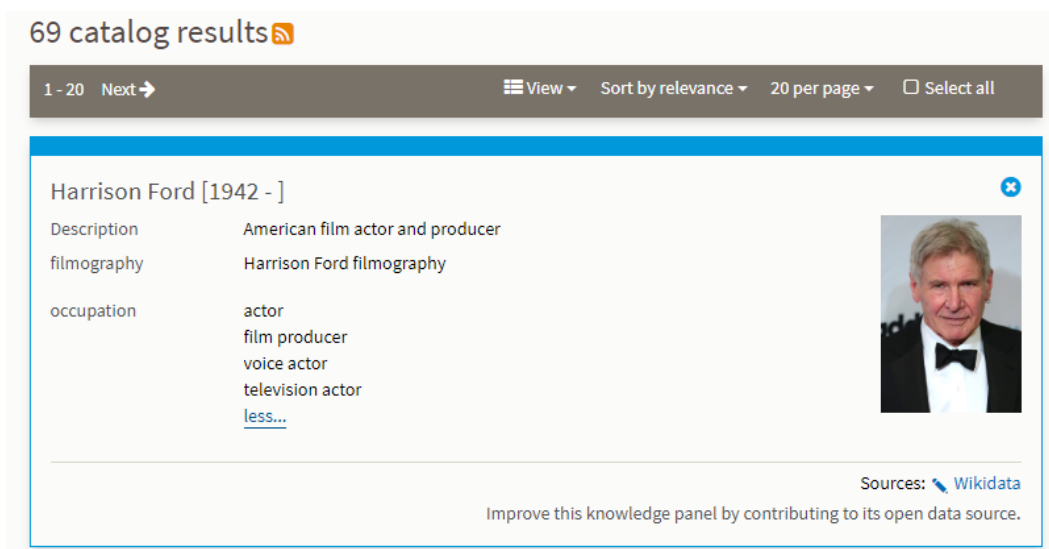 69 catalog results
1 - 20 Next View Sort by relevance 20 per page Select all
Harrison Ford [1942 - ]
Description American film actor and producer
filmography Harrison Ford filmography
occupation actor
film producer
voice actor
television actor
less...
Sources: Wikidata
Improve this knowledge panel by contributing to its open data source.